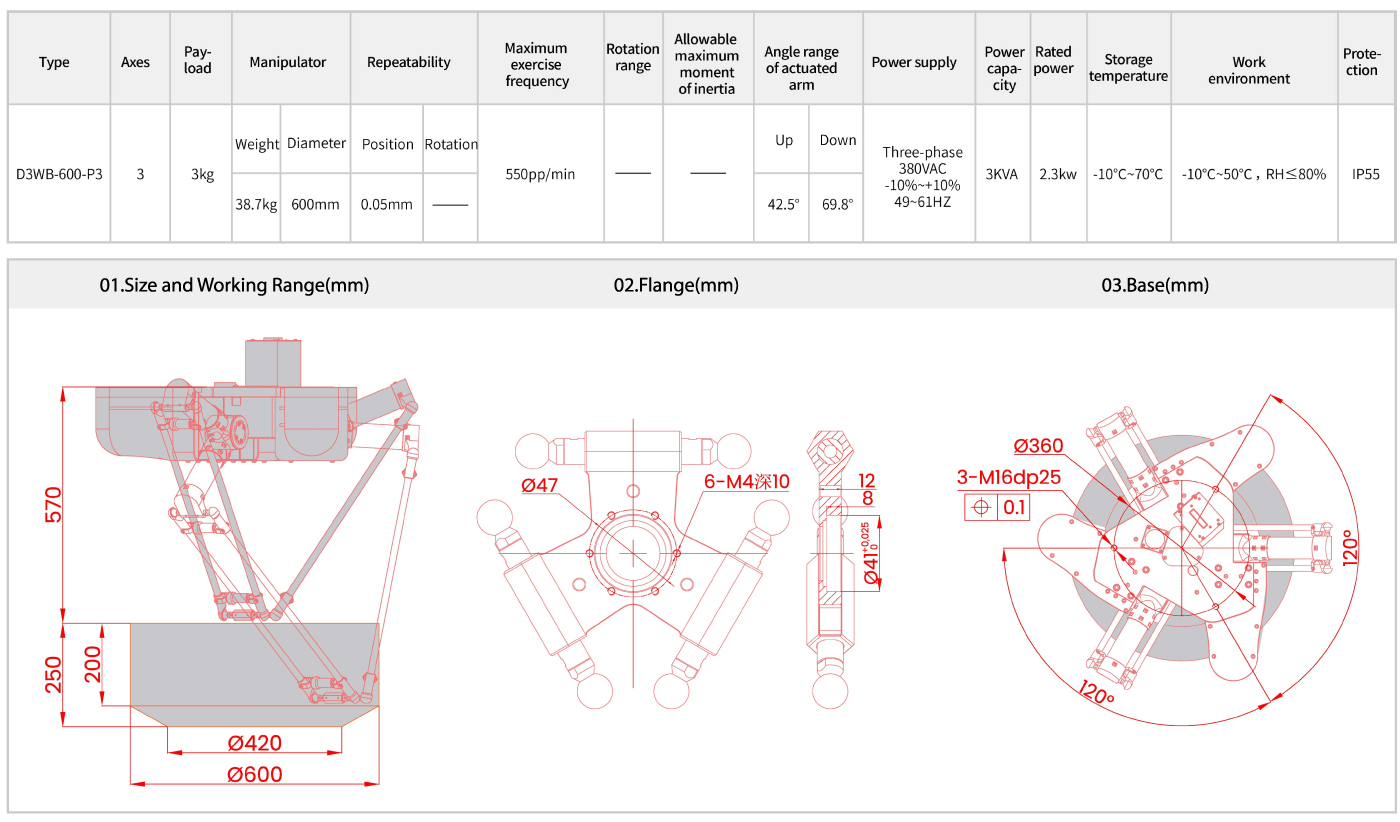 Type
Axes
Pay-
load
Manipulator
Repeatability
Maximum
exercise
frequency
Rotation
range
Allowable
maximum
moment
of inertia
Angle range
of actuated
arm
Power supply
Power
capa-
city
Rated
power
Storage
temperature
Work
environment
Prote-
ction
D3WB-600-P3
3
3kg
Weight
Diameter
Position
Rotation
38.7kg
600mm
0.05mm
——
550pp/min
——
——
Up
Down
42.5°
69.8°
Three-phase
380VAC
-10%~+10%
49~61HZ
3KVA
2.3kw
-10℃~70℃
-10℃~50℃ , RH≤80%
IP55
01.Size and Working Range(mm)
02.Flange(mm)
03.Base(mm)
570
250
200
Ø420
Ø600
Ø47
6-M4深10
12
8
Ø41 +0,025 0
Ø360
3-M16dp25
⌖ 0.1
120°
120°